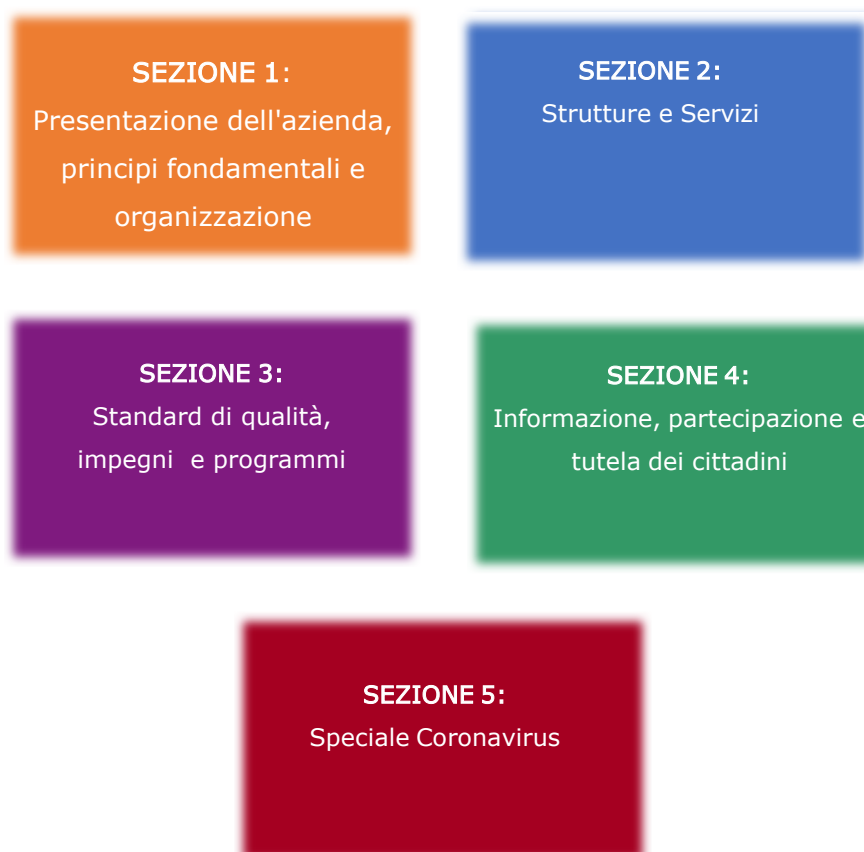 SEZIONE 1:
Presentazione dell'azienda,
principi fondamentali e
organizzazione
SEZIONE 2:
Strutture e Servizi
SEZIONE 3:
Standard di qualità,
impegni e programmi
SEZIONE 4:
Informazione, partecipazione e
tutela dei cittadini
SEZIONE 5:
Speciale Coronavirus